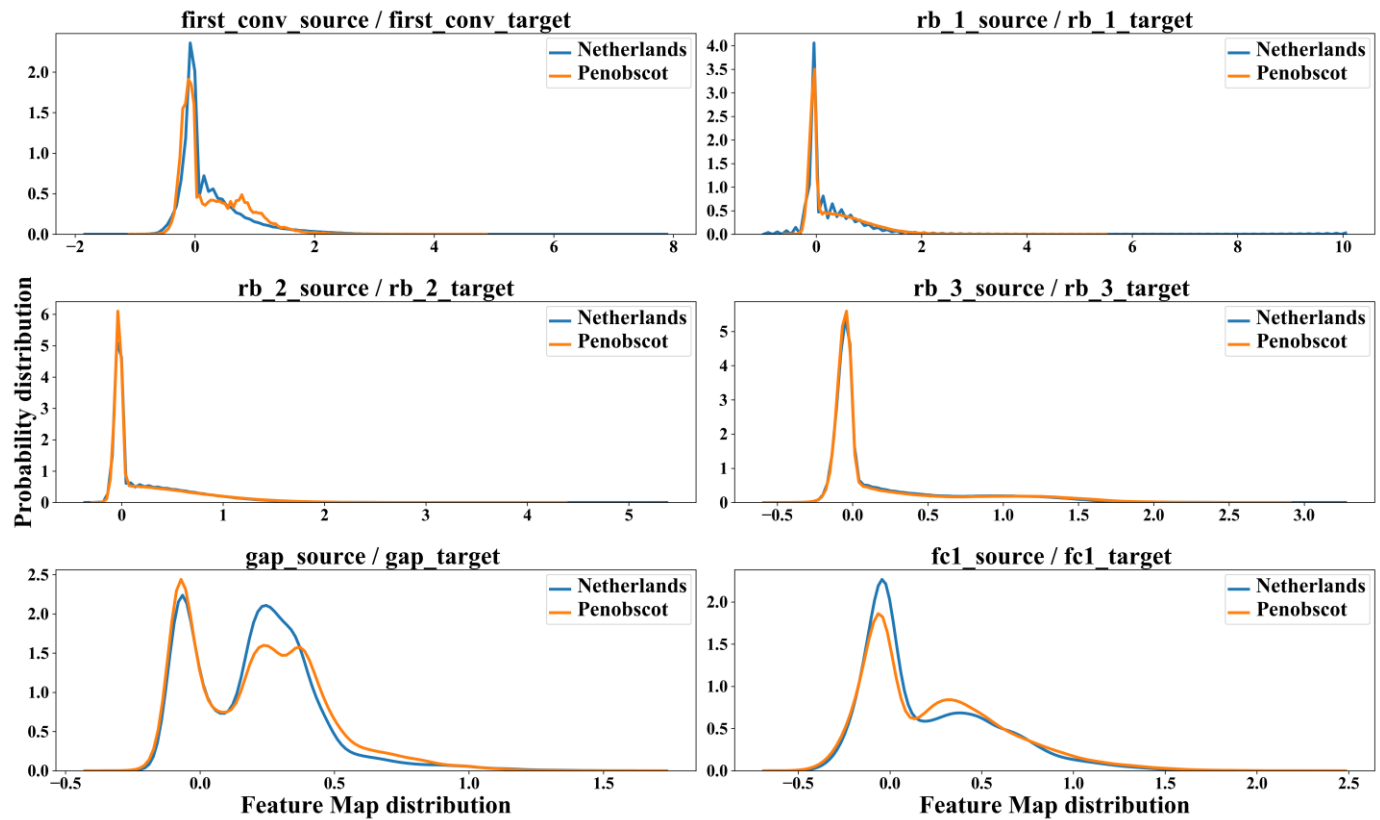 first_conv_source / first_conv_target
Netherlands
Penobscot
2.0
1.5
1.0
0.5
0.0
−2 0 2 4 6 8
rb_1_source / rb_1_target
Netherlands
Penobscot
4.0
3.5
3.0
2.5
2.0
1.5
1.0
0.5
0.0
0 2 4 6 8 10
Probability distribution
rb_2_source / rb_2_target
Netherlands
Penobscot
6
5
4
3
2
1
0
0 1 2 3 4 5
rb_3_source / rb_3_target
Netherlands
Penobscot
5
4
3
2
1
0
−0.5 0.0 0.5 1.0 1.5 2.0 2.5 3.0
gap_source / gap_target
Netherlands
Penobscot
2.5
2.0
1.5
1.0
0.5
0.0
−0.5 0.0 0.5 1.0 1.5
Feature Map distribution
fc1_source / fc1_target
Netherlands
Penobscot
2.0
1.5
1.0
0.5
0.0
−0.5 0.0 0.5 1.0 1.5 2.0 2.5
Feature Map distribution